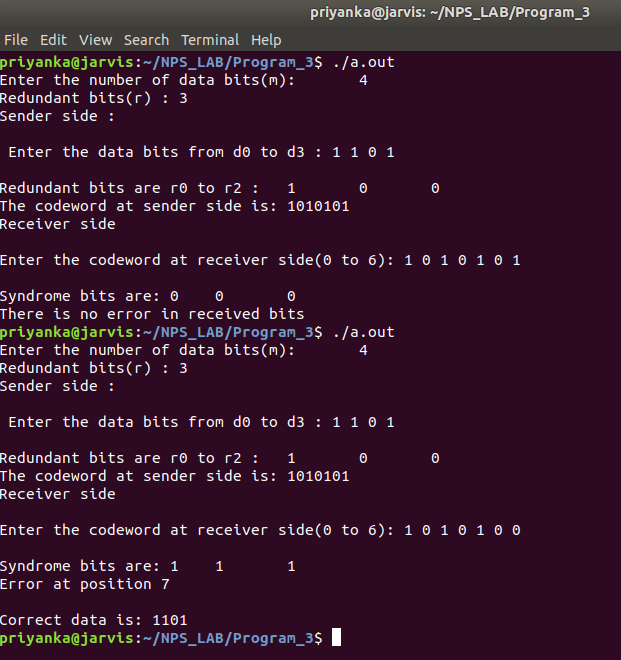 priyanka@jarvis: ~/NPS_LAB/Program_3
File Edit View Search Terminal Help
priyanka@jarvis:~/NPS_LAB/Program_3$ ./a.out
Enter the number of data bits(m): 4
Redundant bits(r) : 3
Sender side :
Enter the data bits from d0 to d3 : 1 1 0 1
Redundant bits are r0 to r2 : 1 0 0
The codeword at sender side is: 1010101
Receiver side
Enter the codeword at receiver side(0 to 6): 1 0 1 0 1 0 1
Syndrome bits are: 0 0 0
There is no error in received bits
priyanka@jarvis:~/NPS_LAB/Program_3$ ./a.out
Enter the number of data bits(m): 4
Redundant bits(r) : 3
Sender side :
Enter the data bits from d0 to d3 : 1 1 0 1
Redundant bits are r0 to r2 : 1 0 0
The codeword at sender side is: 1010101
Receiver side
Enter the codeword at receiver side(0 to 6): 1 0 1 0 1 0 0
Syndrome bits are: 1 1 1
Error at position 7
Correct data is: 1101
priyanka@jarvis:~/NPS_LAB/Program_3$